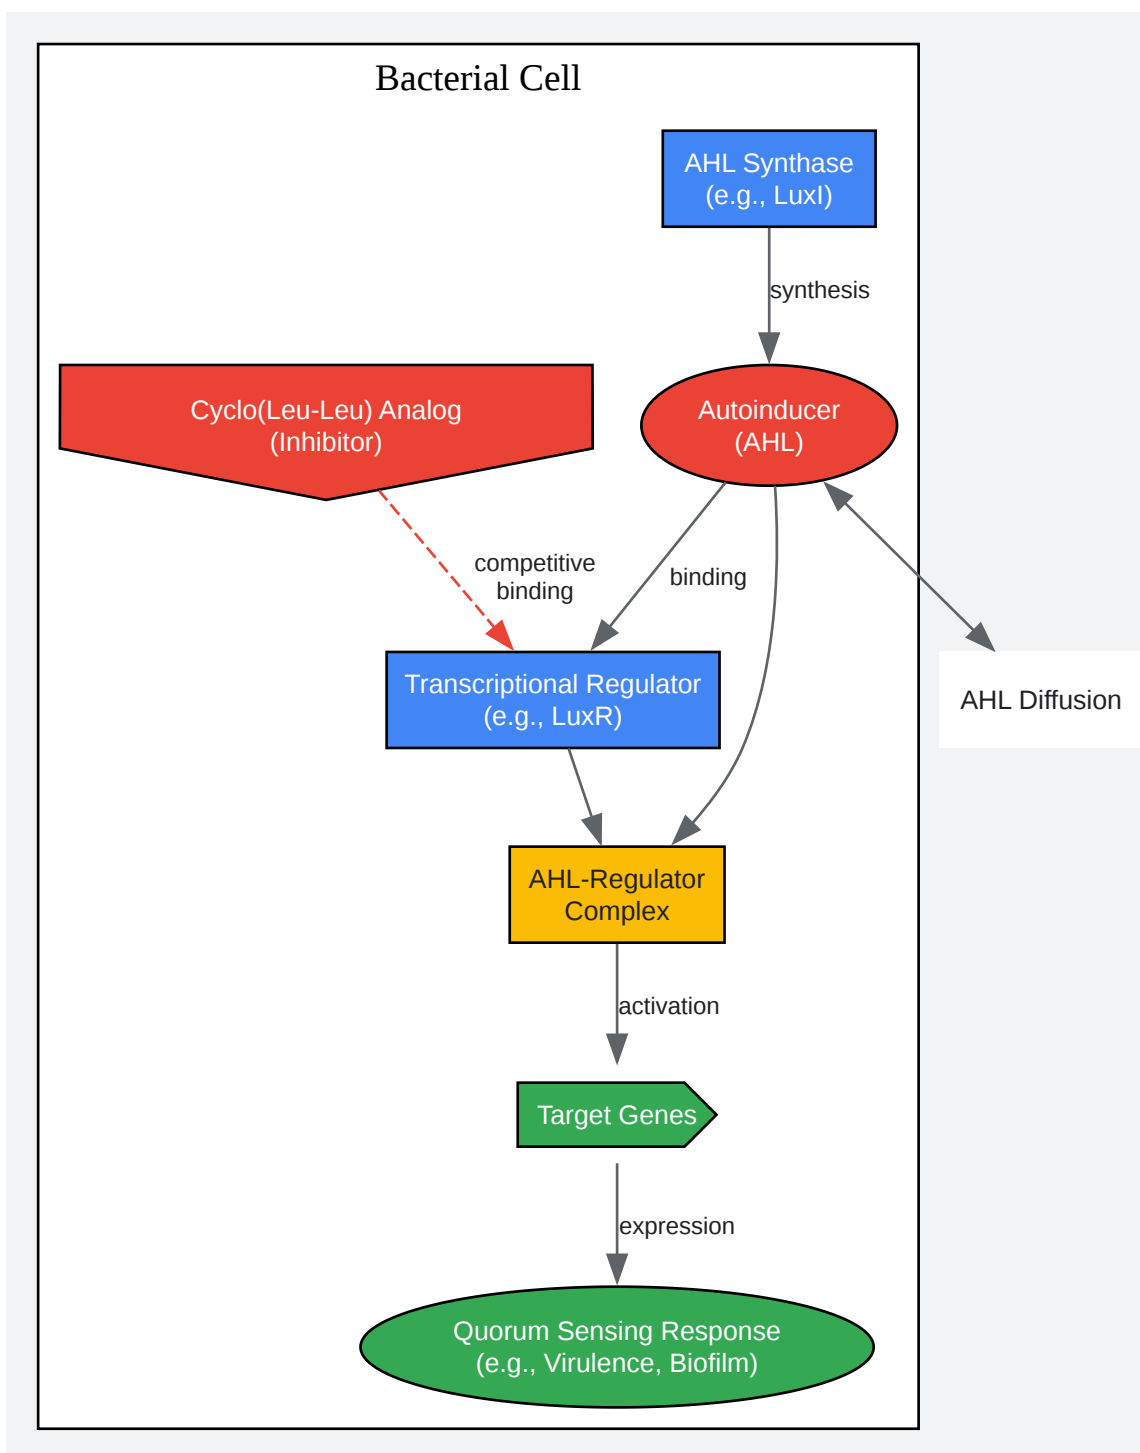 Bacterial Cell
AHL Synthase
(e.g., LuxI)
synthesis
Cyclo(Leu-Leu) Analog
(Inhibitor)
Autoinducer
(AHL)
competitive
binding
binding
Transcriptional Regulator
(e.g., LuxR)
AHL Diffusion
AHL-Regulator
Complex
activation
Target Genes
expression
Quorum Sensing Response
(e.g., Virulence, Biofilm)